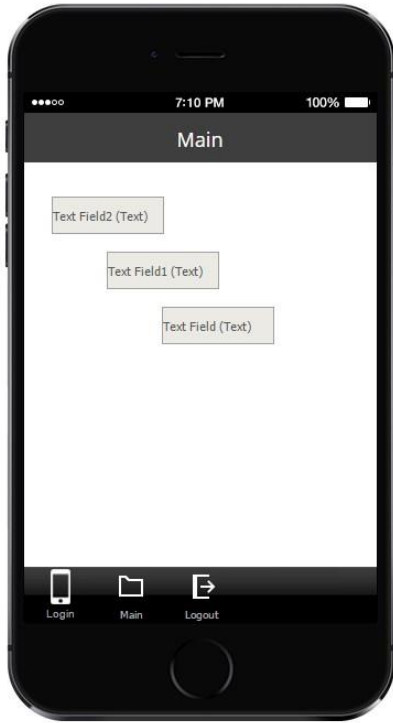 7:10 PM 100%
Main
Text Field2 (Text)
Text Field1 (Text)
Text Field (Text)
Login Main Logout